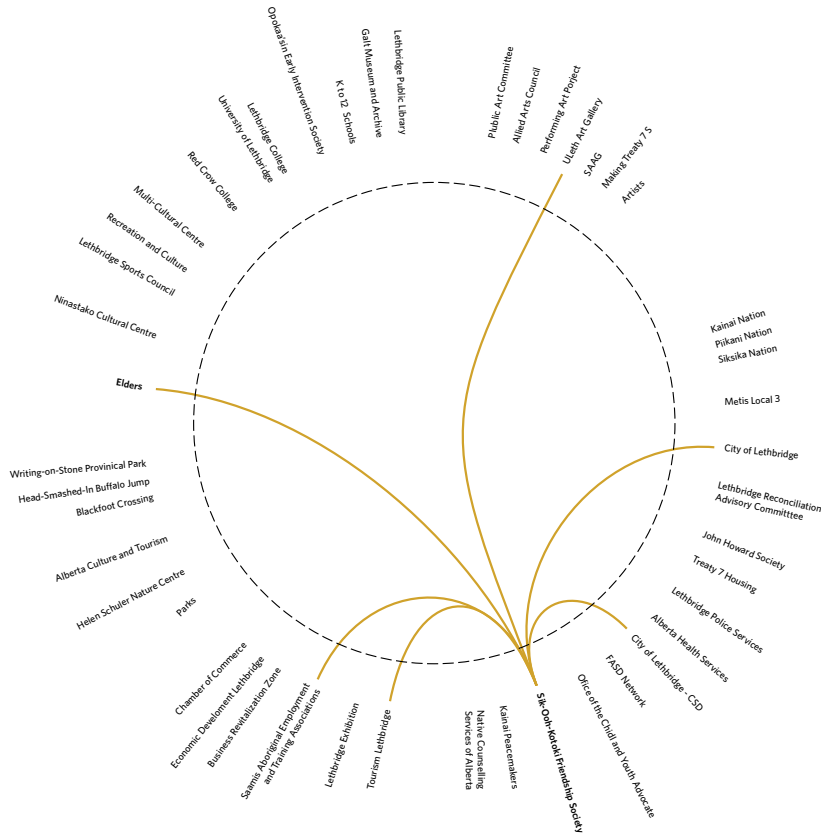 Opokaa'sin Early Intervention Society
K to 12 Schools
Galt Museum and Archive
Lethbridge Public Library
Plublic Art Committee
Allied Arts Council
Performing Art Porject
ULeth Art Gallery
SAAG
Making Treaty 7 S
Artists
Kainai Nation
Piikani Nation
Siksika Nation
Metis Local 3
City of Lethbridge
Lethbridge Reconciliation
Advisory Committtee
John Howard Society
Treaty 7 Housing
Lethbridge Police Services
Alberta Health Services
City of Lethbridge - CSD
FASD Network
Ofice of the Chidl and Youth Advocate
Sik-Ooh-Kotoki Friendship Society
Kainai Peacemakers
Native Counselling
Services of Alberta
Tourism Lethbridge
Lethbridge Exhibition
Saamis Aboriginal Employment
and Training Associations
Business Revitalization Zone
Economic Develoment Lethbridge
Chamber of Commerce
Parks
Helen Schuler Nature Centre
Alberta Culture and Tourism
Blackfoot Crossing
Head-Smashed-In Buffalo Jump
Writing-on-Stone Provinical Park
Elders
Ninastako Cultural Centre
Lethbridge Sports Council
Recreation and Culture
Multi-Cultural Centre
Red Crow College
University of Lethbridge
Lethbridge College